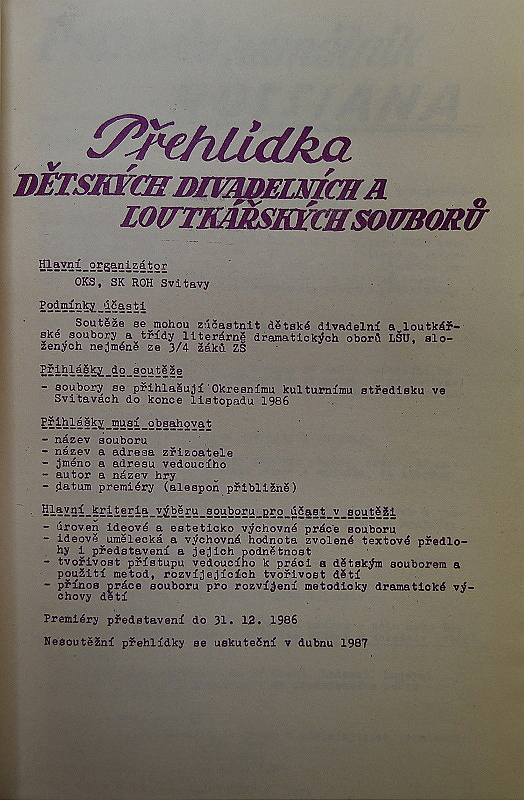 Přehlídka
DĚTSKÝCH DIVADELNÍCH A
LOUTKÁŘSKÝCH SOUBORŮ
Hlavní organizátor
OKS, SK ROH Svitavy
Podmínky účasti
Soutěže se mohou zúčastnit dětské divadelní a loutkář-
ské soubory a třídy literárně dramatických oborů LŠU, slo-
žených nejméně ze 3/4 žáků ZŠ
Přihlášky do soutěže
- soubory se přihlašují Okresnímu kulturnímu středisku ve
Svitavách do konce listopadu 1986
Přihlášky musí obsahovat
- název souboru
- název a adresa zřizoatele
- jméno a adresu vedoucího
- autor a název hry
- datum premiéry (alespoň přibližně)
Hlavní kriteria výběru souboru pro účast v soutěži
- úroveň ideové a esteticko výchovné práce souboru
- ideově umělecká a výchovná hodnota zvolené textové předlo-
hy i představení a jejich podnětnost
- tvořivost přístupu vedoucího k práci s dětským souborem a
použití metod, rozvíjejících tvořivost dětí
- přínos práce souboru pro rozvíjení metodicky dramatické vý-
chovy dětí
Premiéry představení do 31. 12. 1986
Nesoutěžní přehlídky se uskuteční v dubnu 1987